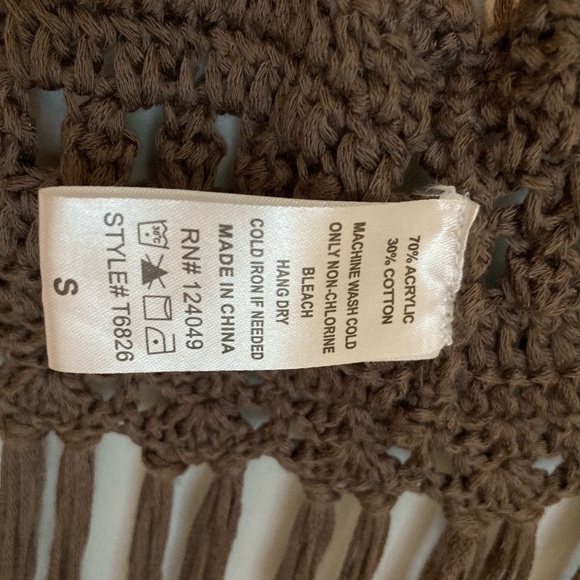 70% ACRYLIC
30% COTTON
MACHINE WASH COLD
ONLY NON-CHLORINE
BLEACH
HANG DRY
COLD IRON IF NEEDED
MADE IN CHINA
RN# 124049
STYLE# T6826
S